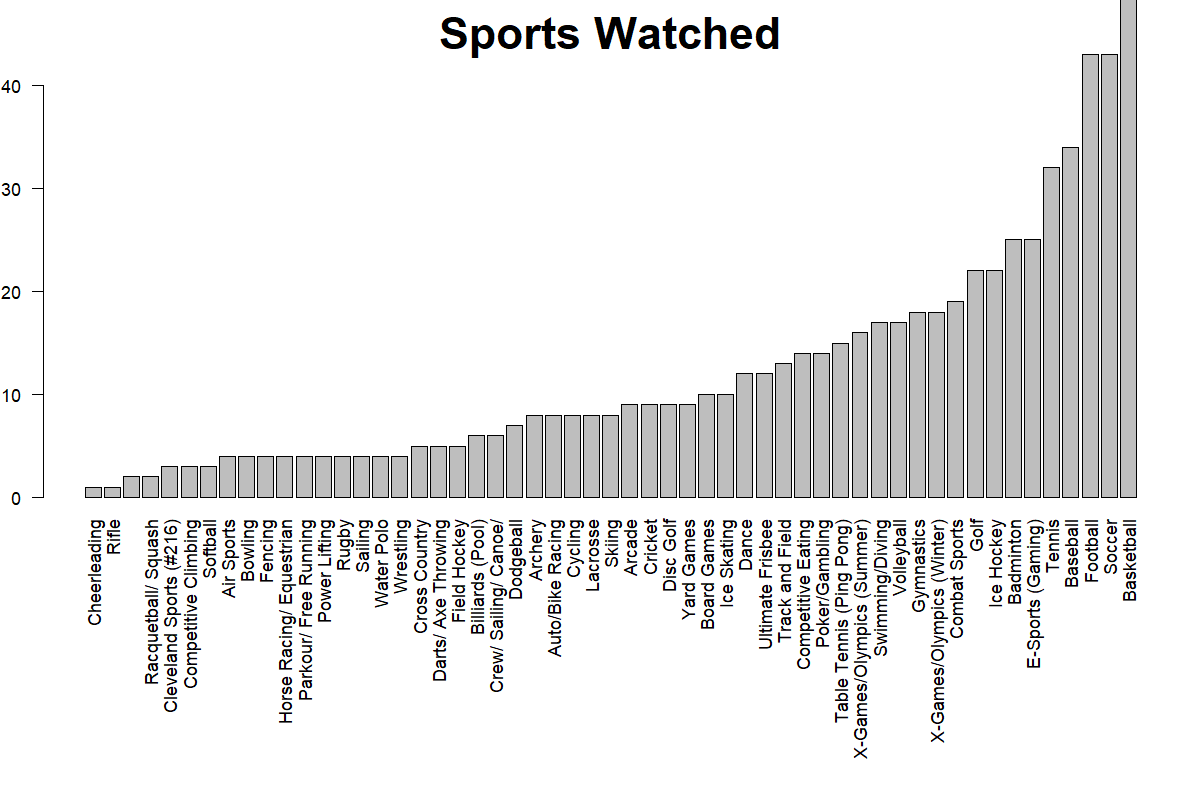 Sports Watched
40
30
20
10
0
Cheerleading
Rifle
Racquetball/ Squash
Cleveland Sports (#216)
Competitive Climbing
Softball
Air Sports
Bowling
Fencing
Horse Racing/ Equestrian
Parkour/ Free Running
Power Lifting
Rugby
Sailing
Water Polo
Wrestling
Cross Country
Darts/ Axe Throwing
Field Hockey
Billiards (Pool)
Crew/ Sailing/ Canoe/
Dodgeball
Archery
Auto/Bike Racing
Cycling
Lacrosse
Skiing
Arcade
Cricket
Disc Golf
Yard Games
Board Games
Ice Skating
Dance
Ultimate Frisbee
Track and Field
Competitive Eating
Poker/Gambling
Table Tennis (Ping Pong)
X-Games/Olympics (Summer)
Swimming/Diving
Volleyball
Gymnastics
X-Games/Olympics (Winter)
Combat Sports
Golf
Ice Hockey
Badminton
E-Sports (Gaming)
Tennis
Baseball
Football
Soccer
Basketball